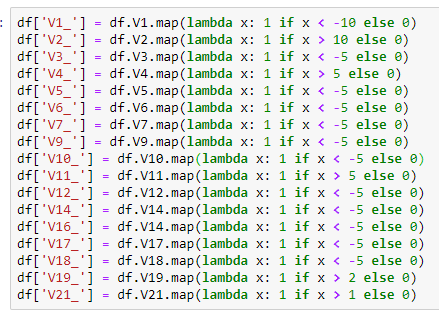 df['V1_'] = df.V1.map(lambda x: 1 if x < -10 else 0)
df['V2_'] = df.V2.map(lambda x: 1 if x > 10 else 0)
df['V3_'] = df.V3.map(lambda x: 1 if x < -5 else 0)
df['V4_'] = df.V4.map(lambda x: 1 if x > 5 else 0)
df['V5_'] = df.V5.map(lambda x: 1 if x < -5 else 0)
df['V6_'] = df.V6.map(lambda x: 1 if x < -5 else 0)
df['V7_'] = df.V7.map(lambda x: 1 if x < -5 else 0)
df['V9_'] = df.V9.map(lambda x: 1 if x < -5 else 0)
df['V10_'] = df.V10.map(lambda x: 1 if x < -5 else 0)
df['V11_'] = df.V11.map(lambda x: 1 if x > 5 else 0)
df['V12_'] = df.V12.map(lambda x: 1 if x < -5 else 0)
df['V14_'] = df.V14.map(lambda x: 1 if x < -5 else 0)
df['V16_'] = df.V16.map(lambda x: 1 if x < -5 else 0)
df['V17_'] = df.V17.map(lambda x: 1 if x < -5 else 0)
df['V18_'] = df.V18.map(lambda x: 1 if x < -5 else 0)
df['V19_'] = df.V19.map(lambda x: 1 if x > 2 else 0)
df['V21_'] = df.V21.map(lambda x: 1 if x > 1 else 0)